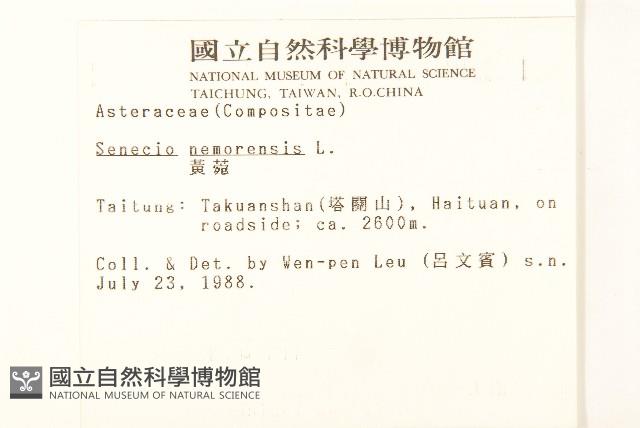 國立自然科學博物館
NATIONAL MUSEUM OF NATURAL SCIENCE
TAICHUNG, TAIWAN, R.O.CHINA
Asteraceae(Compositae)
Senecio nemorensis L.
黃菀
Taitung: Takuanshan(塔關山), Haituan, on
roadside; ca. 2600m.
Coll. & Det. by Wen-pen Leu (呂文賓) s.n.
July 23, 1988.
國立自然科學博物館
NATIONAL MUSEUM OF NATURAL SCIENCE